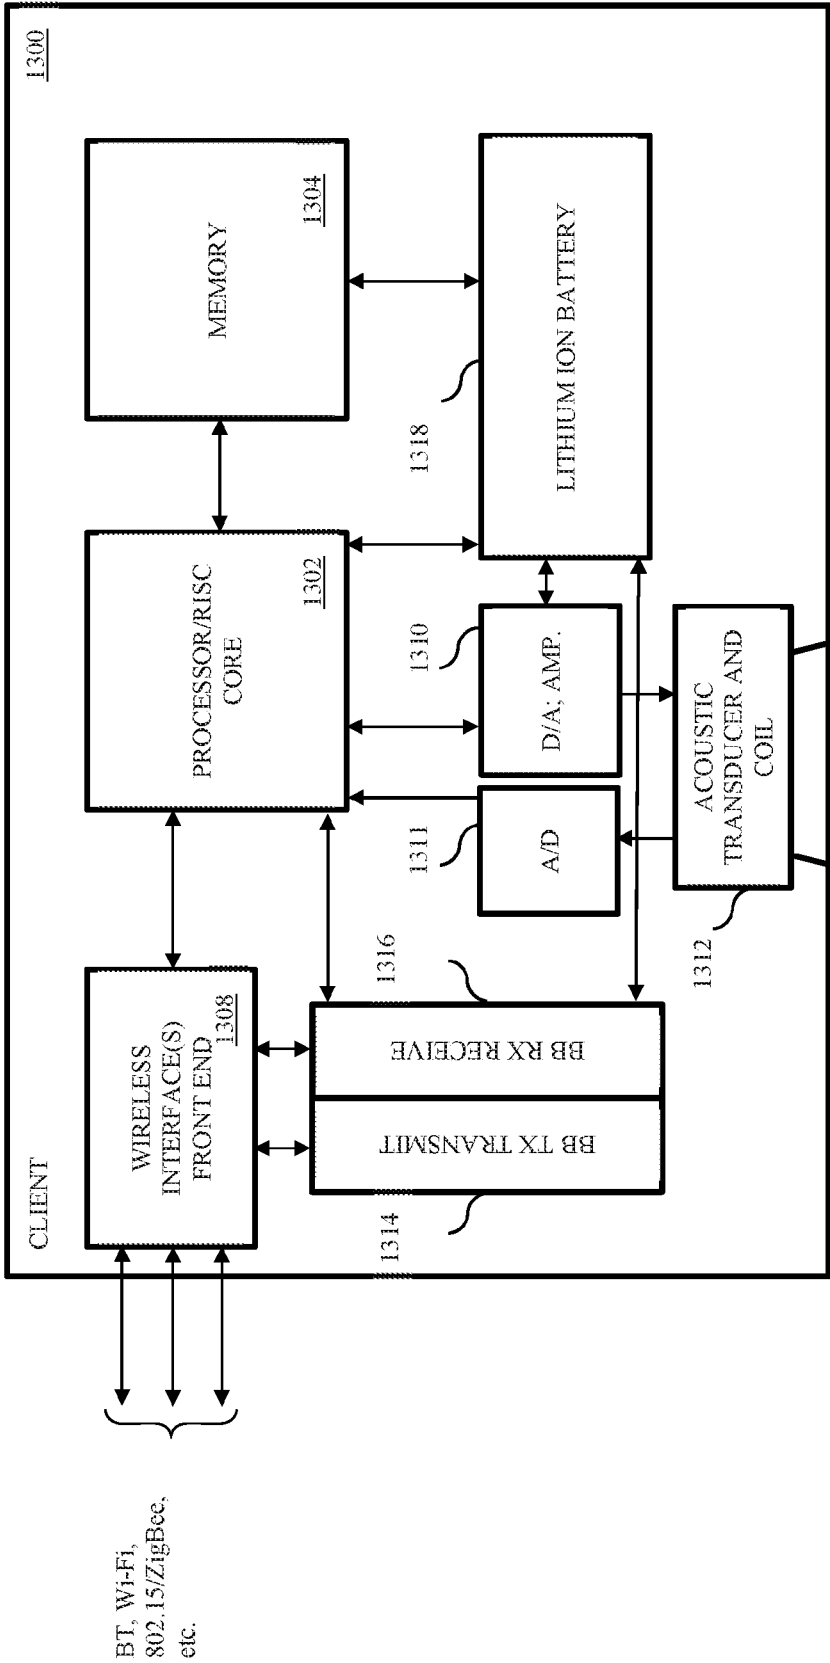 CLIENT
1300
BT, Wi-Fi,
802.15/ZigBee,
etc.
WIRELESS
INTERFACE(S)
FRONT END
1308
PROCESSOR/RISC
CORE
1302
MEMORY
1304
1314
BB TX TRANSMIT
1316
BB RX RECEIVE
1311
A/D
1310
D/A; AMP.
1318
LITHIUM ION BATTERY
1312
ACOUSTIC
TRANSDUCER AND
COIL